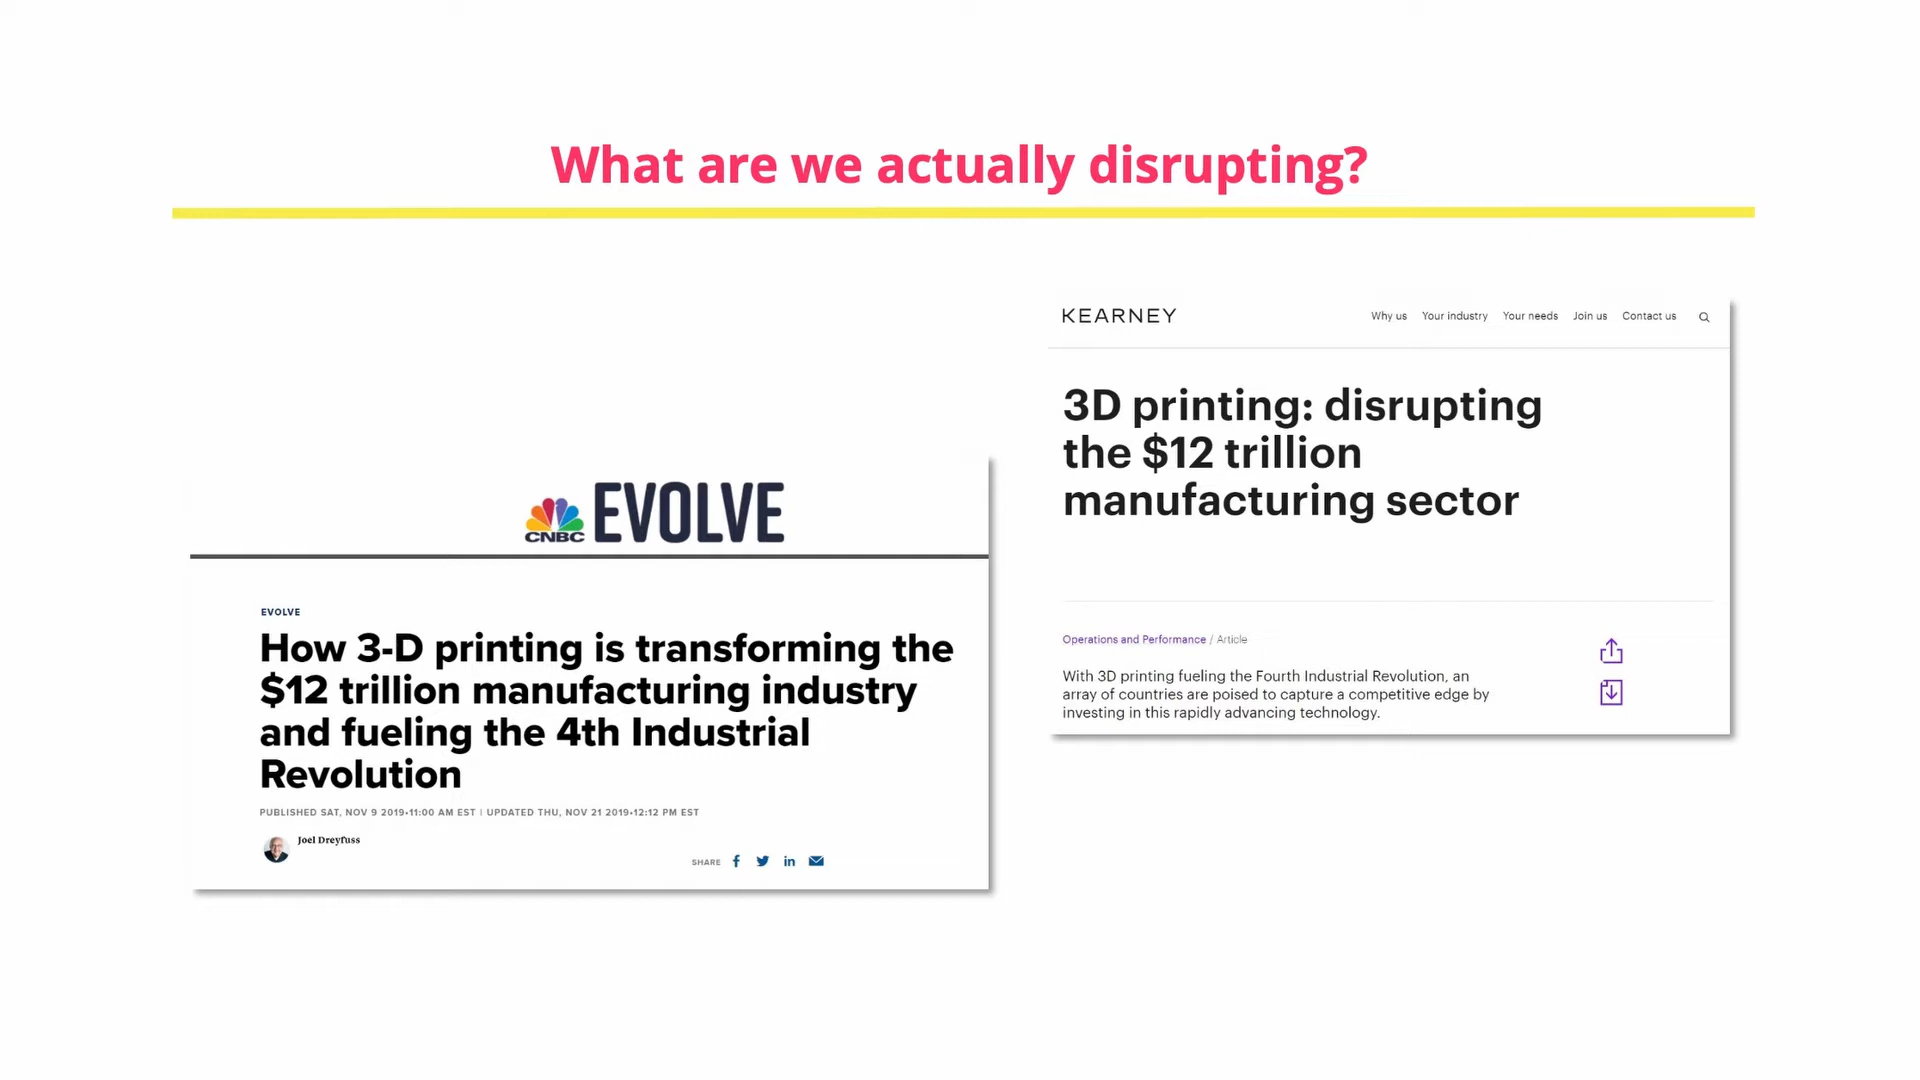 What are we actually disrupting?
CNBC EVOLVE
EVOLVE
How 3-D printing is transforming the
$12 trillion manufacturing industry
and fueling the 4th Industrial
Revolution
PUBLISHED SAT, NOV 9 2019•11:00 AM EST | UPDATED THU, NOV 21 2019•12:12 PM EST
Joel Dreyfuss
SHARE
KEARNEY
Why us Your industry Your needs Join us Contact us
3D printing: disrupting
the $12 trillion
manufacturing sector
Operations and Performance / Article
With 3D printing fueling the Fourth Industrial Revolution, an
array of countries are poised to capture a competitive edge by
investing in this rapidly advancing technology.